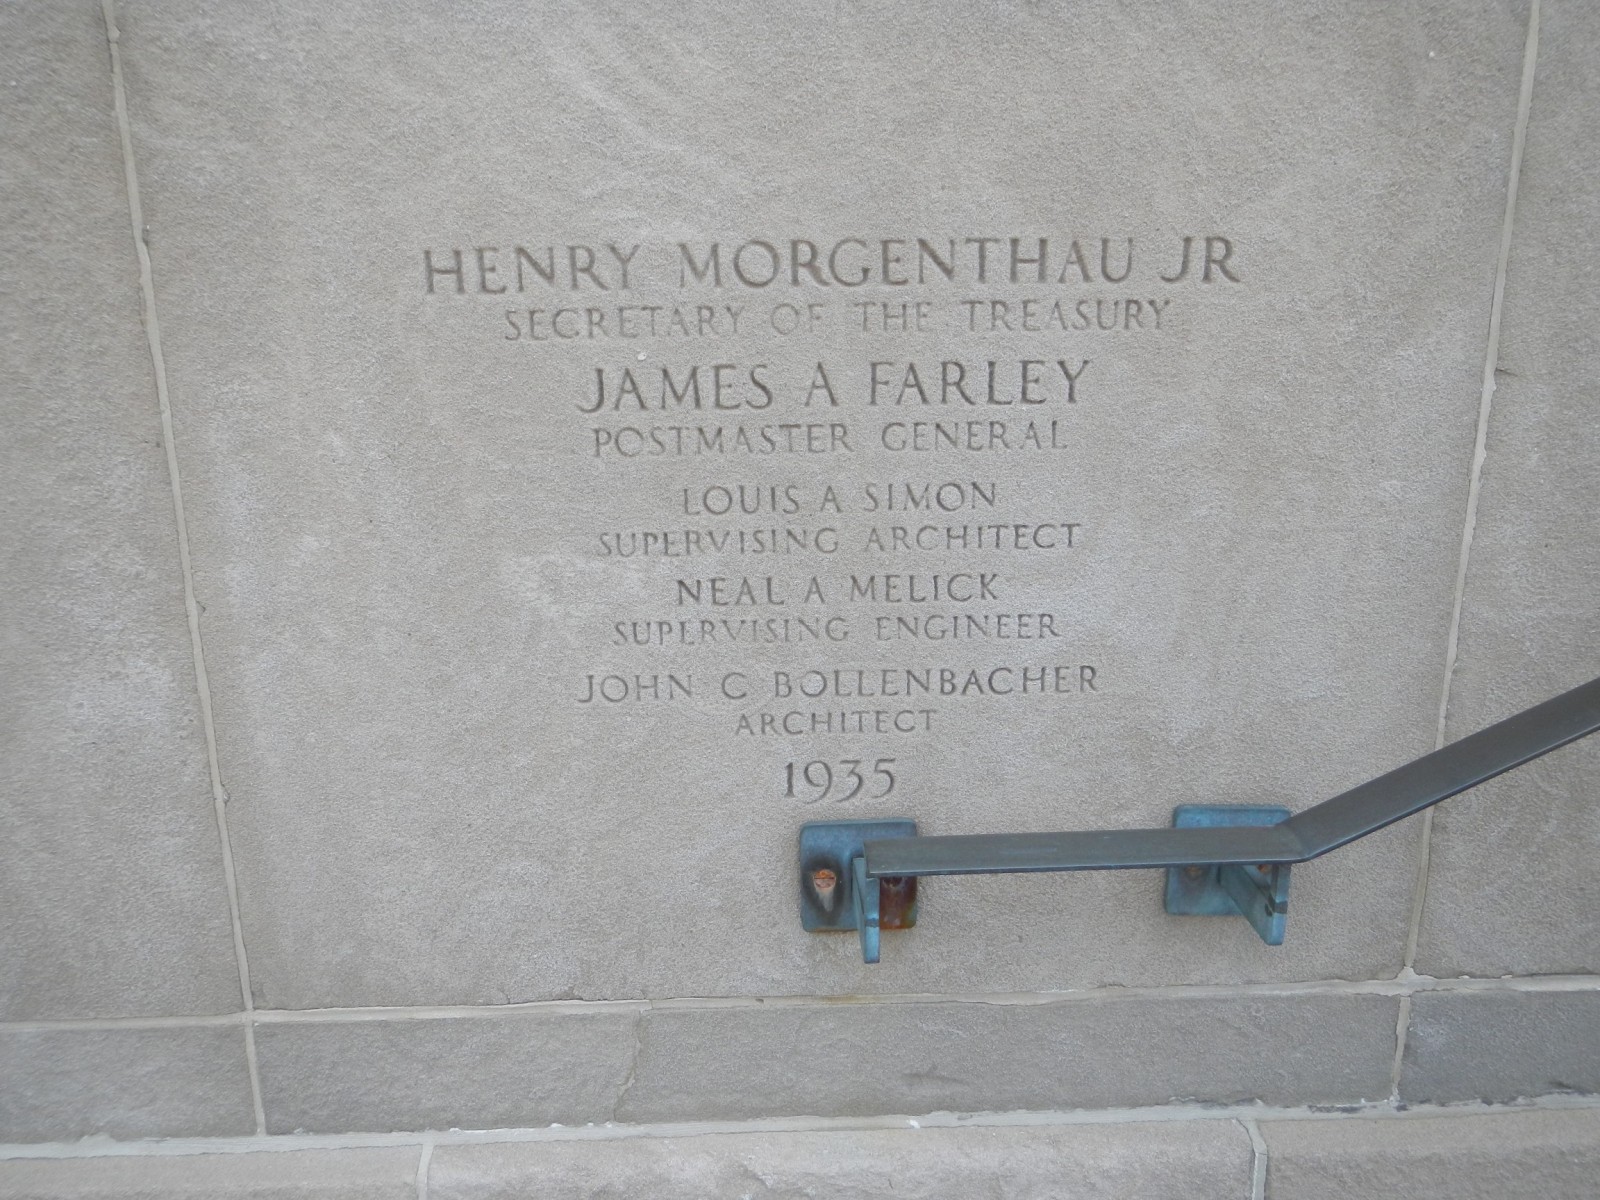 HENRY MORGENTHAU JR
SECRETARY OF THE TREASURY
JAMES A FARLEY
POSTMASTER GENERAL
LOUIS A SIMON
SUPERVISING ARCHITECT
NEAL A MELICK
SUPERVISING ENGINEER
JOHN C BOLLENBACHER
ARCHITECT
1935